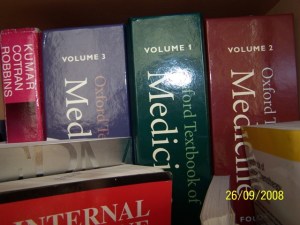 KUMAR
COTRAN
ROBBINS
VOLUME 3
Oxford
Med
VOLUME 1
Oxford Textbook of
Medici
VOLUME 2
Oxford T
Medicine
INTERNAL
26/09/2008